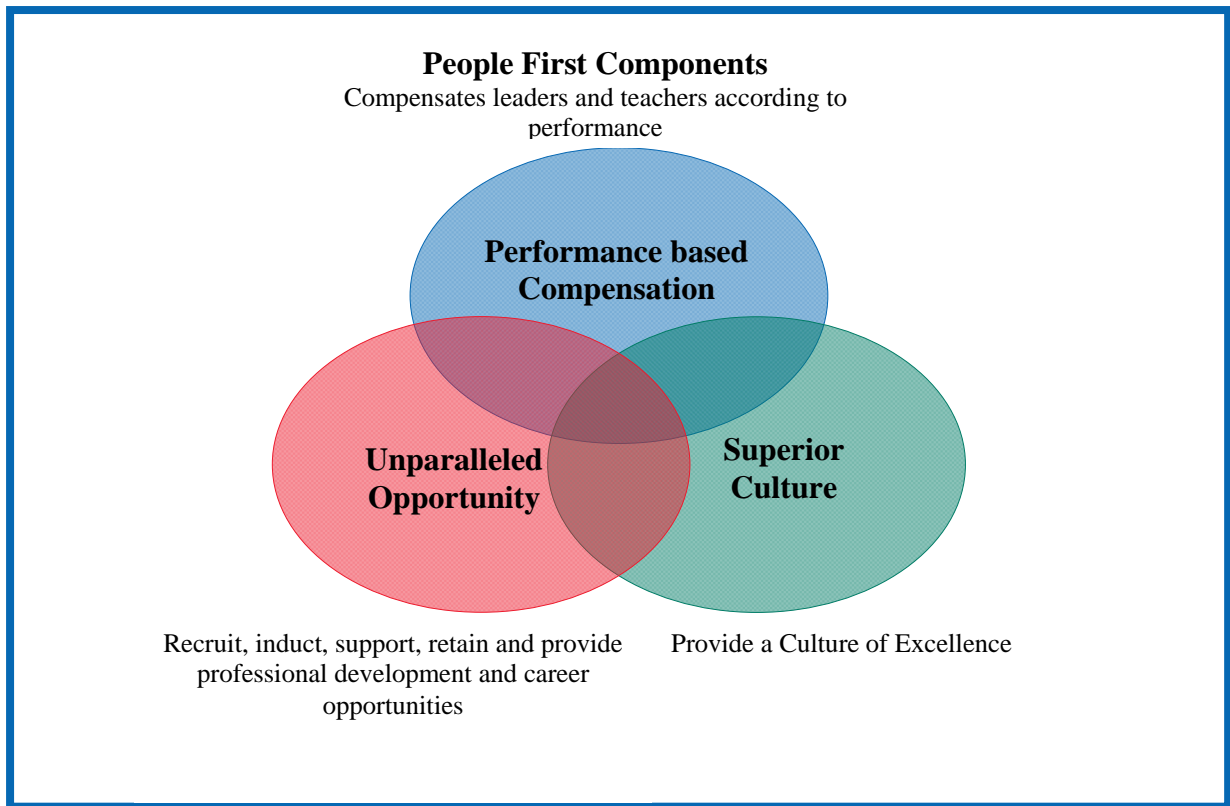 People First Components
Compensates leaders and teachers according to
performance
Performance based
Compensation
Unparalleled
Opportunity
Superior
Culture
Recruit, induct, support, retain and provide
professional development and career
opportunities
Provide a Culture of Excellence